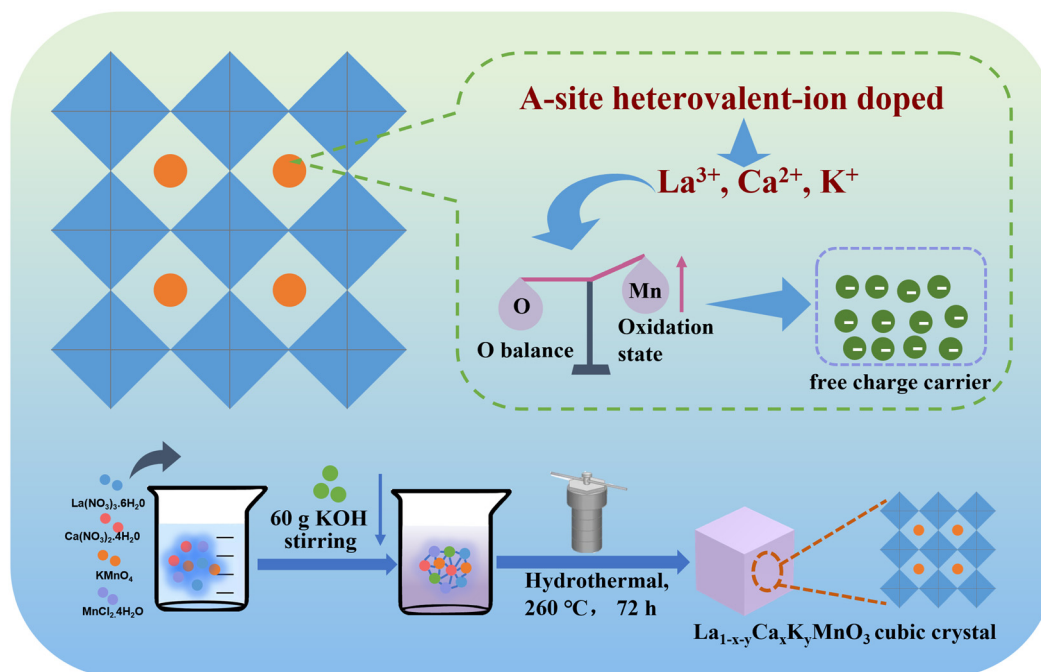 A-site heterovalent-ion doped
La³⁺, Ca²⁺, K⁺
O
Mn
O balance
Oxidation
state
free charge carrier
La(NO₃)₃.6H₂0
Ca(NO₃)₂.4H₂0
KMnO₄
MnCl₂.4H₂O
60 g KOH
stirring
Hydrothermal,
260 °C, 72 h
La₁₋ₓ₋ᵧCaₓKᵧMnO₃ cubic crystal